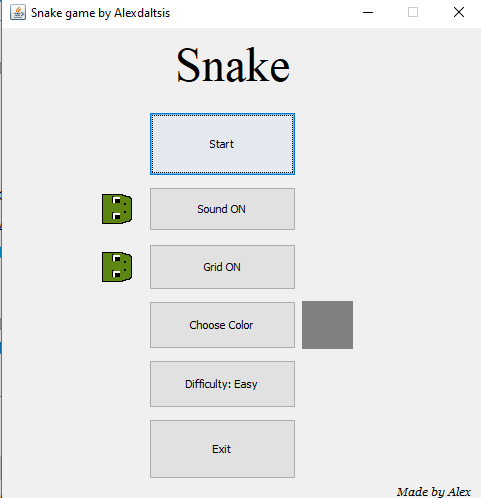 Snake game by Alexdaltsis
Snake
Start
Sound ON
Grid ON
Choose Color
Difficulty: Easy
Exit
Made by Alex